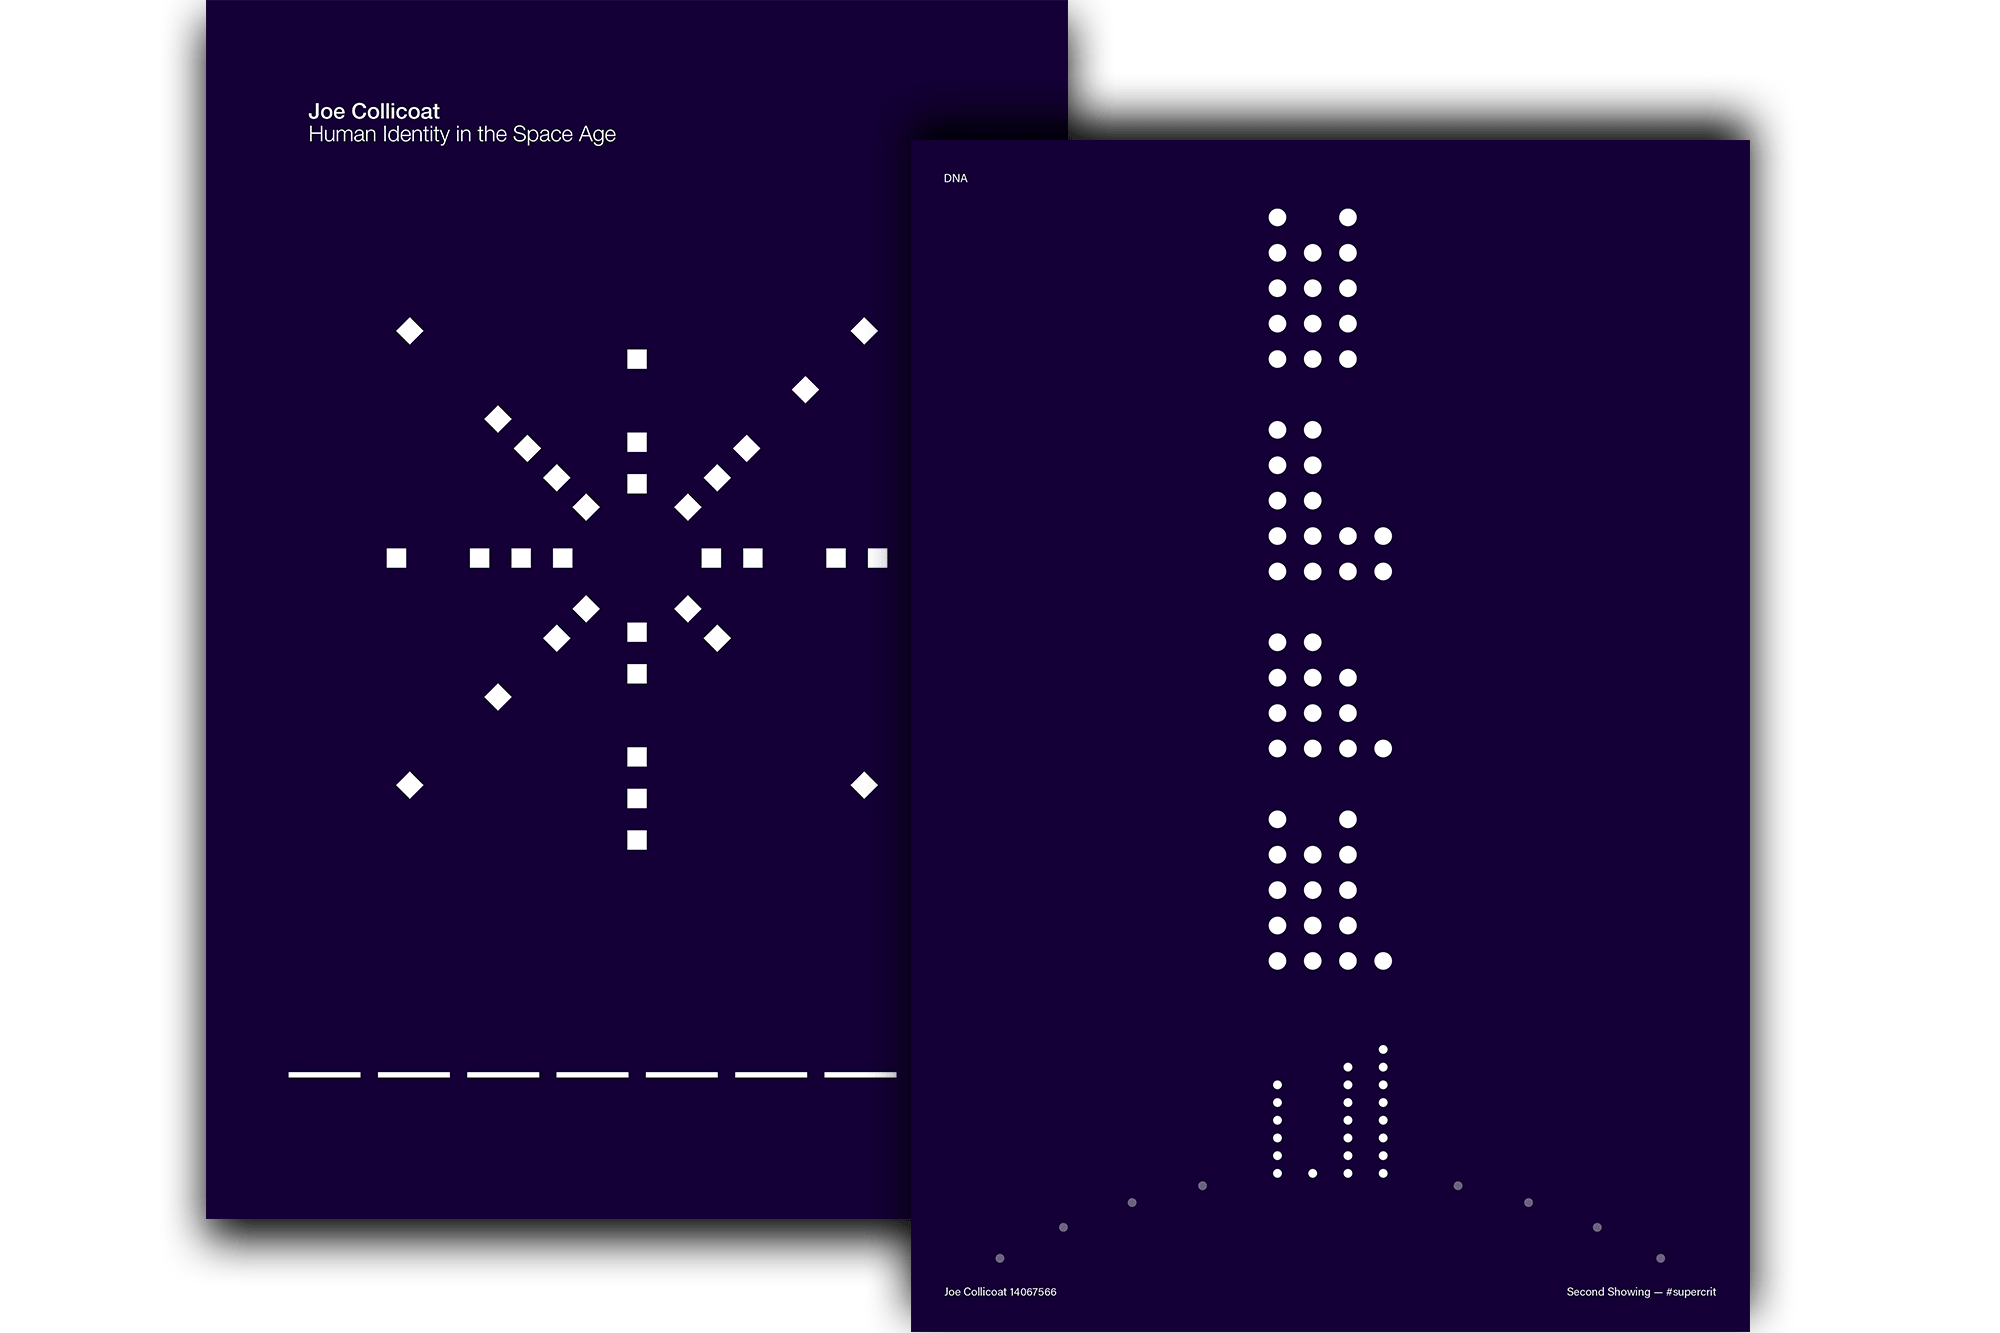 Joe Collicoat
Human Identity in the Space Age
DNA
Joe Collicoat 14067566
Second Showing — #supercrit